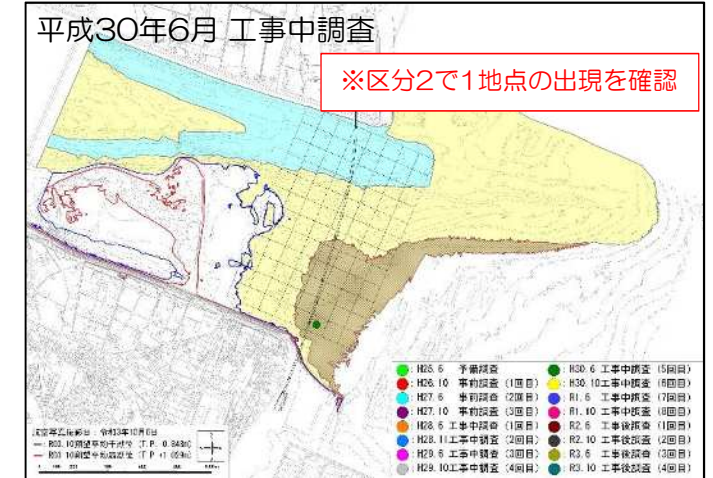 平成30年6月 工事中調査
※区分2で1地点の出現を確認
: H26.6 予備調査
: H26.10 事前調査 (1回目)
: H27.6 事前調査 (2回目)
: H27.10 事前調査 (3回目)
: H28.6 工事中調査 (1回目)
: H28.11工事中調査 (2回目)
: H29.6 工事中調査 (3回目)
: H29.10工事中調査 (4回目)
: H30.6 工事中調査 (5回目)
: H30.10工事中調査 (6回目)
: R1.6 工事中調査 (7回目)
: R1.10 工事中調査 (8回目)
: R2.6 工事後調査 (1回目)
: R2.10 工事後調査 (2回目)
: R3.6 工事後調査 (3回目)
: R3.10 工事後調査 (4回目)